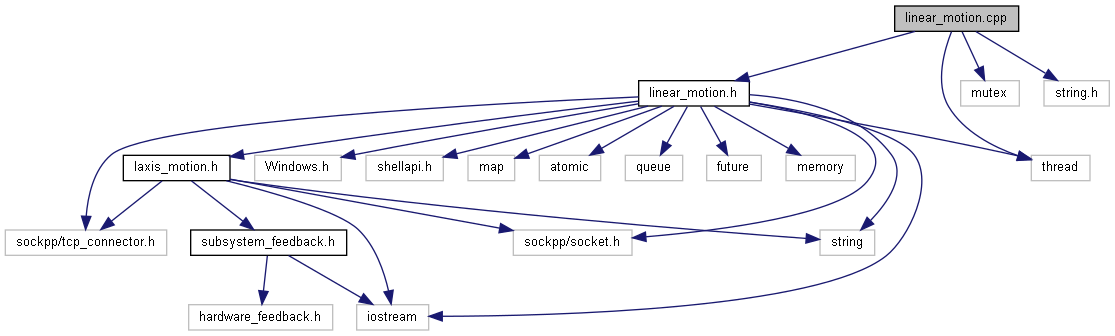 linear_motion.cpp
linear_motion.h
mutex
string.h
laxis_motion.h
Windows.h
shellapi.h
map
atomic
queue
future
memory
thread
sockpp/tcp_connector.h
subsystem_feedback.h
sockpp/socket.h
string
hardware_feedback.h
iostream